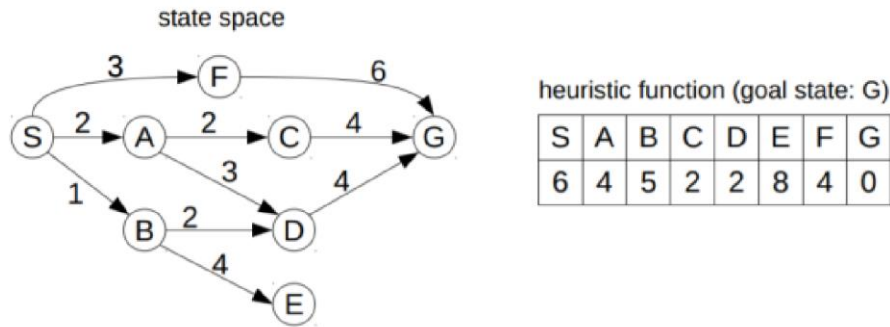 state space
3
F
6
heuristic function (goal state: G)
S
2
A
2
C
4
G
S A B C D E F G
6 4 5 2 2 8 4 0
1
3
4
B
2
D
4
E